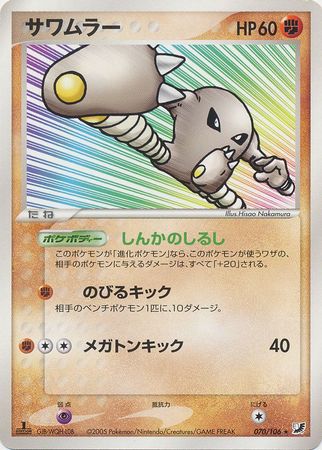 サワムラー HP60
たね
Illus.Hisao Nakamura
ポケボディー しんかのしるし
このポケモンが「進化ポケモン」なら、このポケモンが使うワザの、
相手のポケモンに与えるダメージは、すべて「+20」される。
のびるキック
相手のベンチポケモン1匹に、10ダメージ。
メガトンキック 40
弱点 抵抗力 にげる
1 EDITION
©2005 Pokémon/Nintendo/Creatures/GAME FREAK
070/106 ★